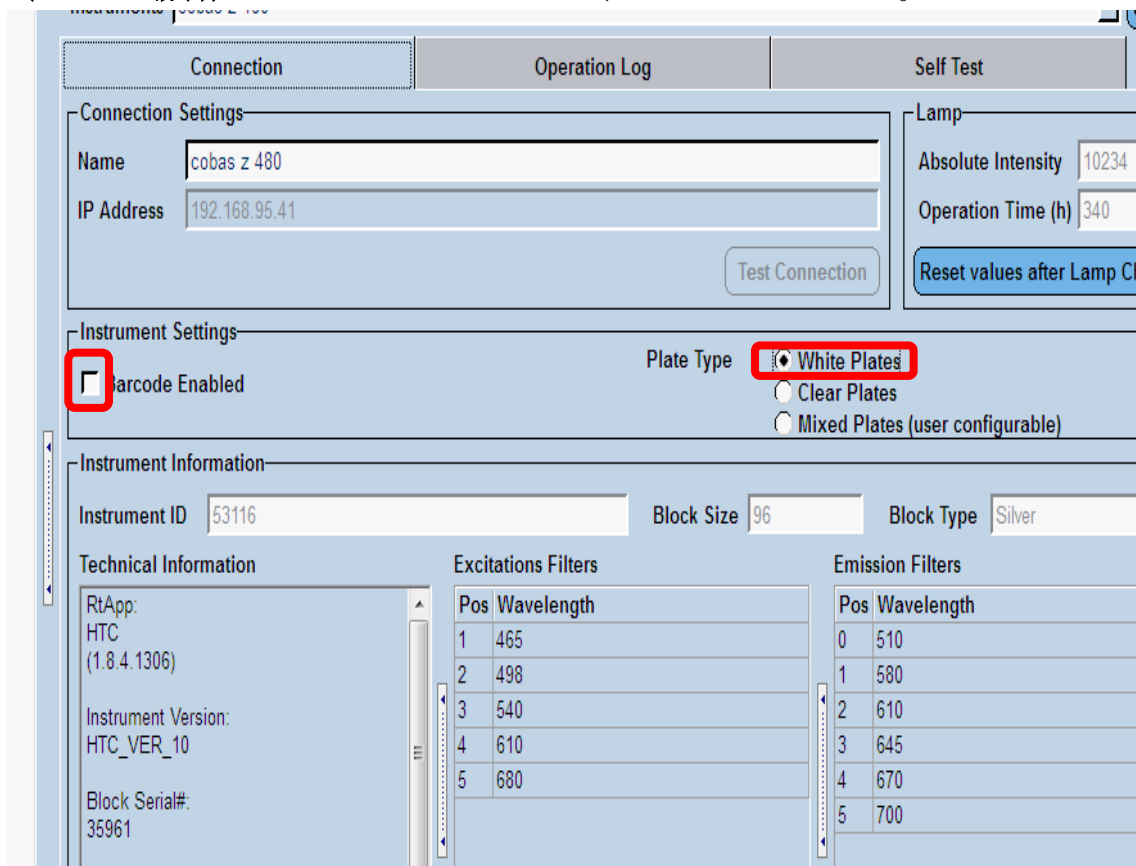 Connection Operation Log Self Test
Connection Settings Lamp
Name cobas z 480 Absolute Intensity 10234
IP Address 192.168.95.41 Operation Time (h) 340
Test Connection Reset values after Lamp
Instrument Settings
Barcode Enabled
Plate Type White Plates
Clear Plates
Mixed Plates (user configurable)
Instrument Information
Instrument ID 53116 Block Size 96 Block Type Silver
Technical Information Excitations Filters Emission Filters
RtApp:
HTC
(1.8.4.1306)
Instrument Version:
HTC_VER_10
Block Serial#:
35961
Pos Wavelength
1 465
2 498
3 540
4 610
5 680
Pos Wavelength
0 510
1 580
2 610
3 645
4 670
5 700